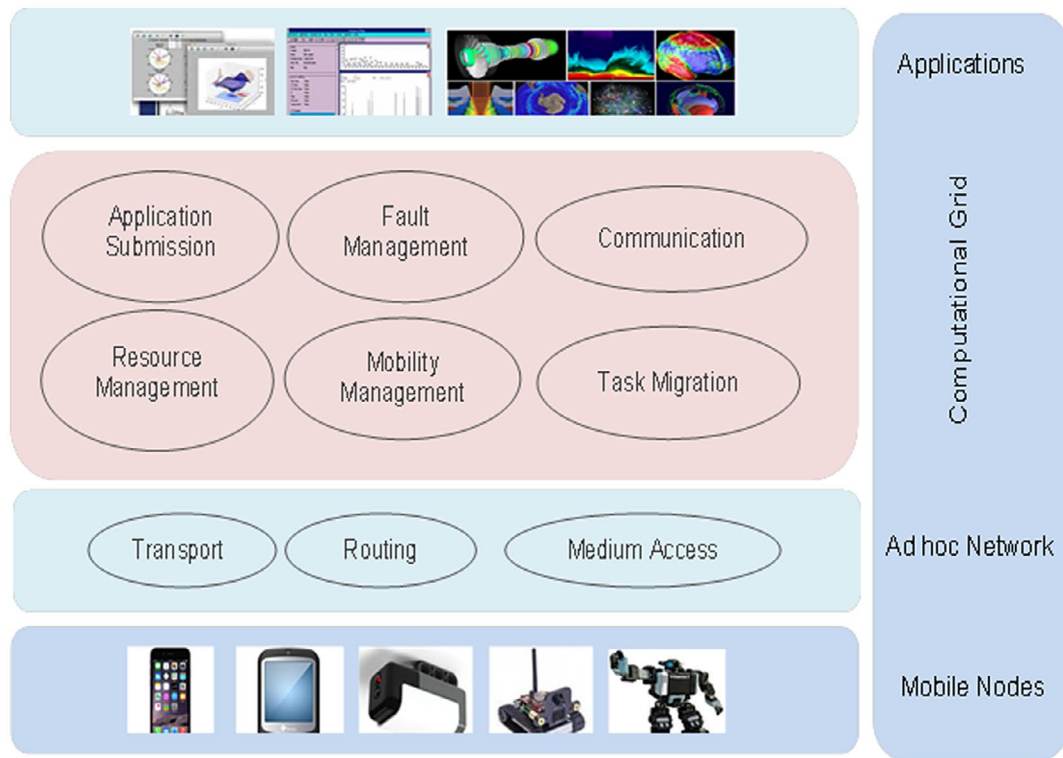 Applications
Application
Submission
Fault
Management
Communication
Resource
Management
Mobility
Management
Task Migration
Computational Grid
Transport
Routing
Medium Access
Ad hoc Network
Mobile Nodes